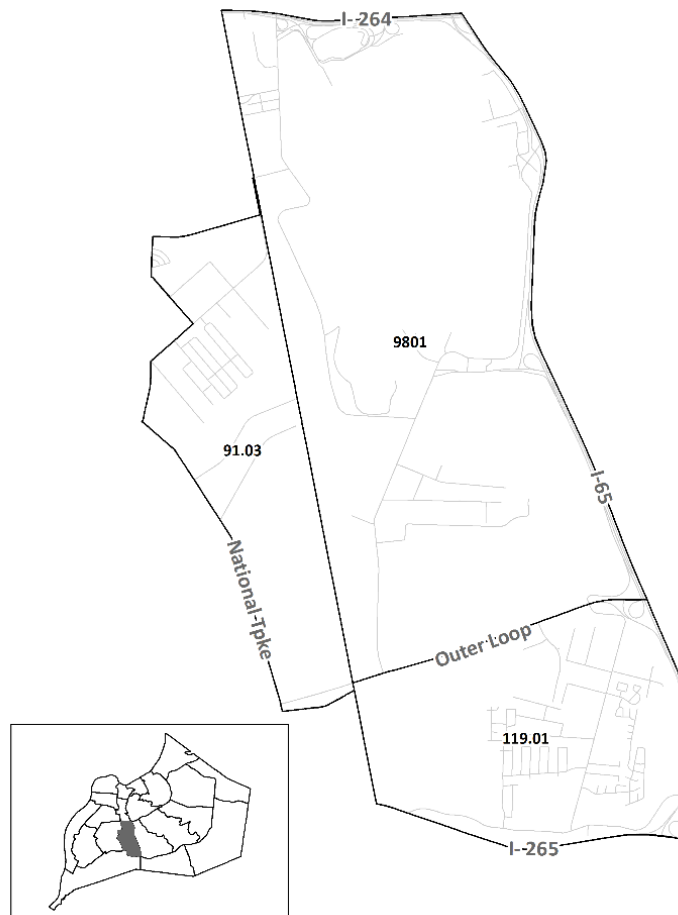 I--264
9801
91.03
I-65
National-Tpke
Outer Loop
119.01
I--265